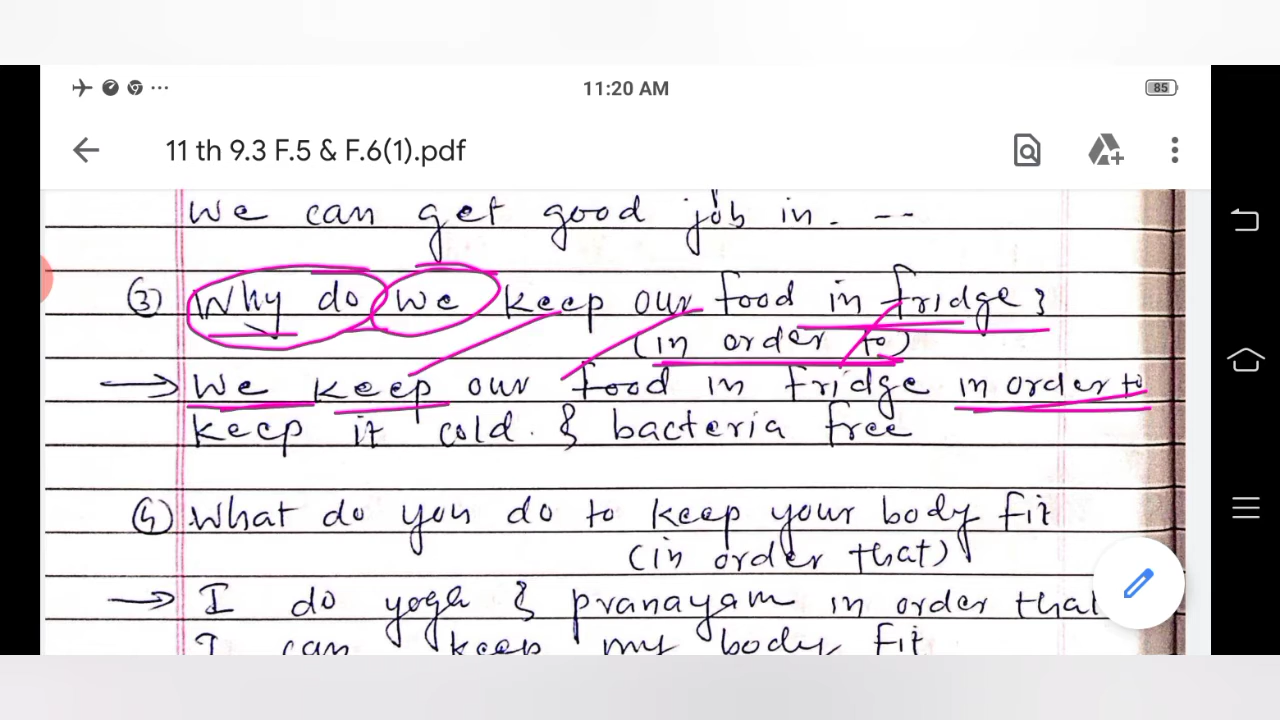 11:20 AM
85
11 th 9.3 F.5 & F.6(1).pdf
We can get good job in. --
③ Why do we keep our food in fridge?
(in order to)
→ We keep our food in fridge in order to
keep it cold. & bacteria free
④ What do you do to keep your body fit
(in order that)
→ I do yoga & pranayam in order that
I can keep my body fit